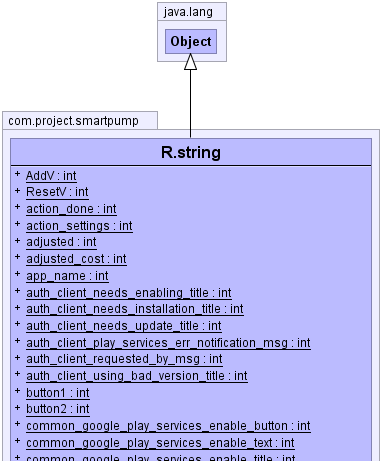 java.lang
Object
com.project.smartpump
R.string
+ AddV : int
+ ResetV : int
+ action_done : int
+ action_settings : int
+ adjusted : int
+ adjusted_cost : int
+ app_name : int
+ auth_client_needs_enabling_title : int
+ auth_client_needs_installation_title : int
+ auth_client_needs_update_title : int
+ auth_client_play_services_err_notification_msg : int
+ auth_client_requested_by_msg : int
+ auth_client_using_bad_version_title : int
+ button1 : int
+ button2 : int
+ common_google_play_services_enable_button : int
+ common_google_play_services_enable_text : int
+ common_google_play_services_enable_title : int